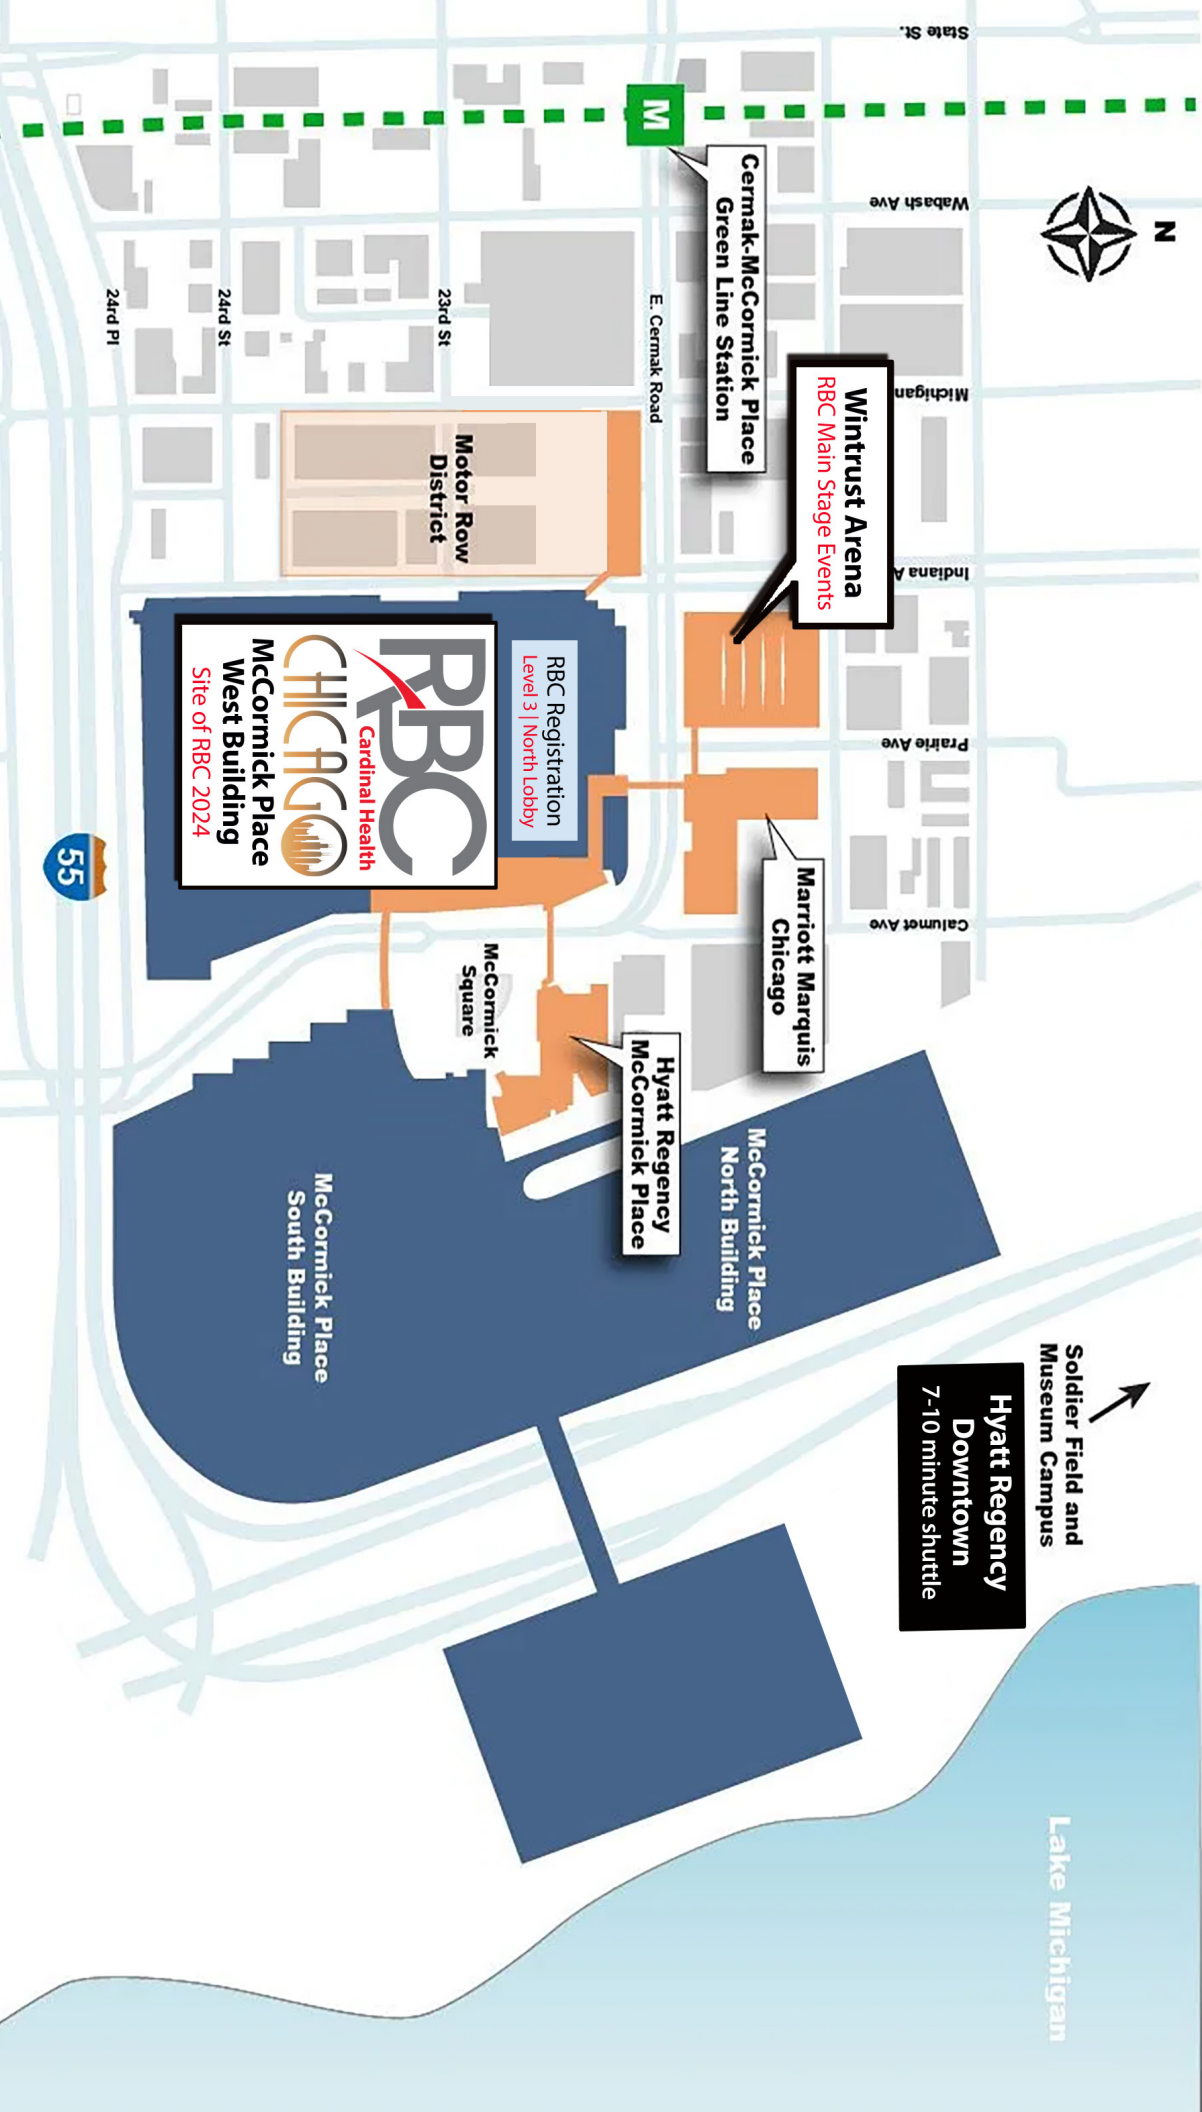 State St.
M
Cermak-McCormick Place
Green Line Station
N
Wabash Ave
24rd Pl
24rd St
23rd St
E. Cermak Road
Michigan
Wintrust Arena
RBC Main Stage Events
Motor Row
District
Indiana A
RBC Registration
Level 3 | North Lobby
RBC
Cardinal Health
CHICAGO
McCormick Place
West Building
Site of RBC 2024
Prairie Ave
55
Marriott Marquis
Chicago
Calumet Ave
McCormick
Square
Hyatt Regency
McCormick Place
McCormick Place
North Building
McCormick Place
South Building
Soldier Field and
Museum Campus
Hyatt Regency
Downtown
7-10 minute shuttle
Lake Michigan